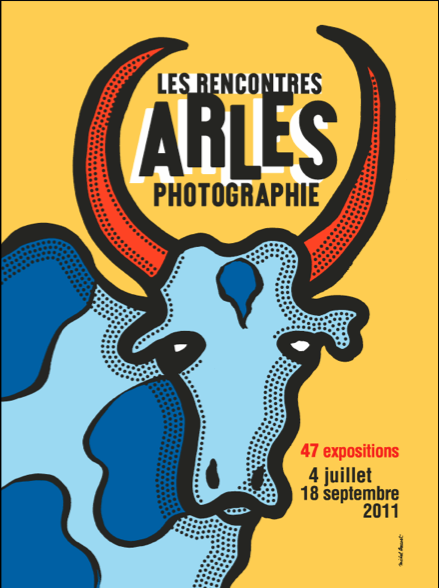 LES RENCONTRES
ARLES
PHOTOGRAPHIE
47 expositions
4 juillet
18 septembre
2011